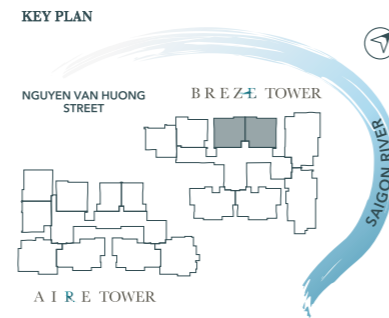 KEY PLAN
NGUYEN VAN HUONG
STREET
BREZE TOWER
SAIGON RIVER
AIRE TOWER